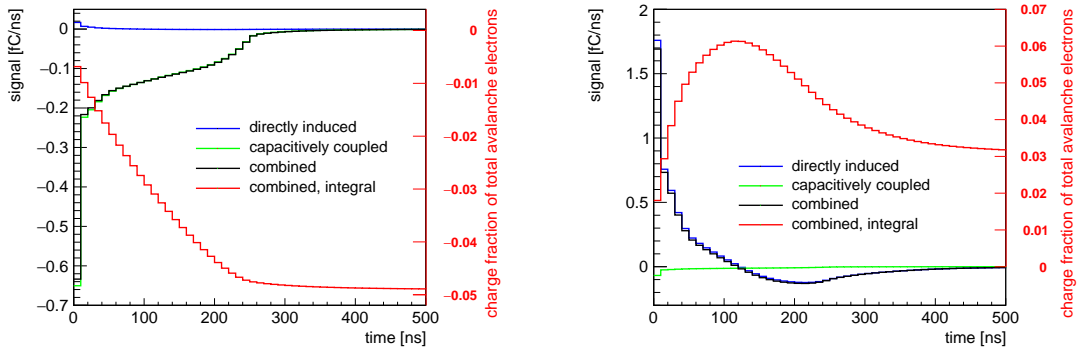 signal [fC/ns]
0
−0.1
−0.2
−0.3
−0.4
−0.5
−0.6
−0.7
directly induced
capacitively coupled
combined
combined, integral
0 100 200 300 400 500
time [ns]
0
−0.01
−0.02
−0.03
−0.04
−0.05
charge fraction of total avalanche electrons
signal [fC/ns]
2
1.5
1
0.5
0
directly induced
capacitively coupled
combined
combined, integral
0 100 200 300 400 500
time [ns]
0.07
0.06
0.05
0.04
0.03
0.02
0.01
0
charge fraction of total avalanche electrons